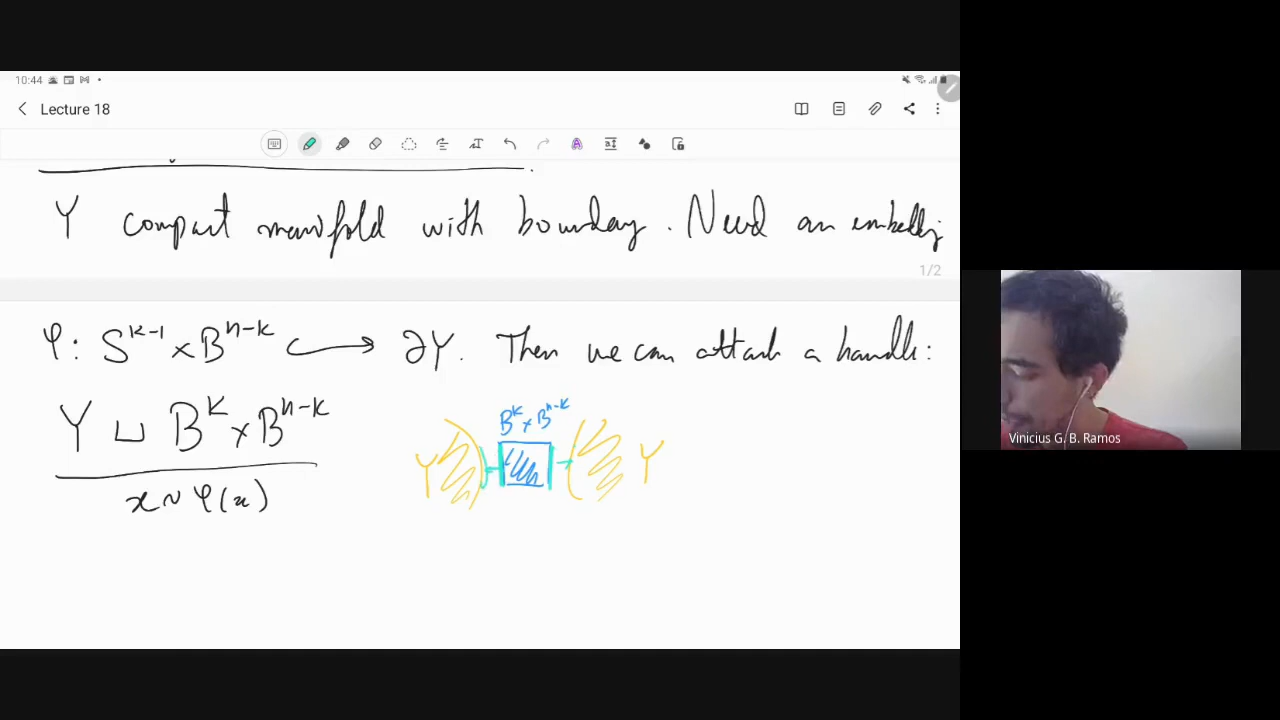 10:44
Lecture 18
Y compact manifold with boundary. Need an embedding
1/2
φ: S^{k-1} × B^{n-k} ↪ ∂Y. Then we can attach a handle:
Y ⊔ B^k × B^{n-k}
x ~ φ(x)
B^k × B^{n-k}
Y Y
Vinicius G. B. Ramos